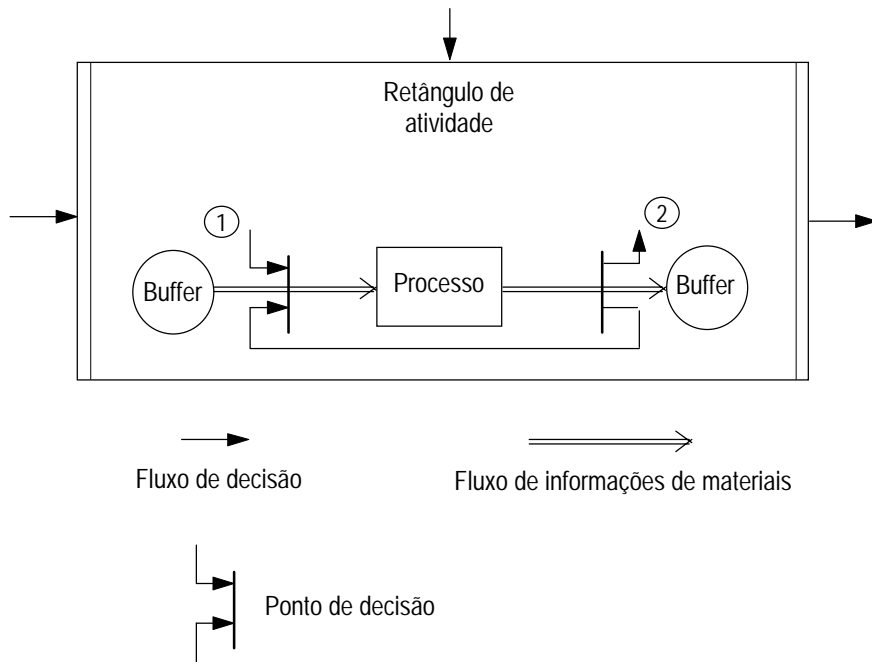 Retângulo de
atividade
1
2
Buffer
Processo
Buffer
Fluxo de decisão
Fluxo de informações de materiais
Ponto de decisão